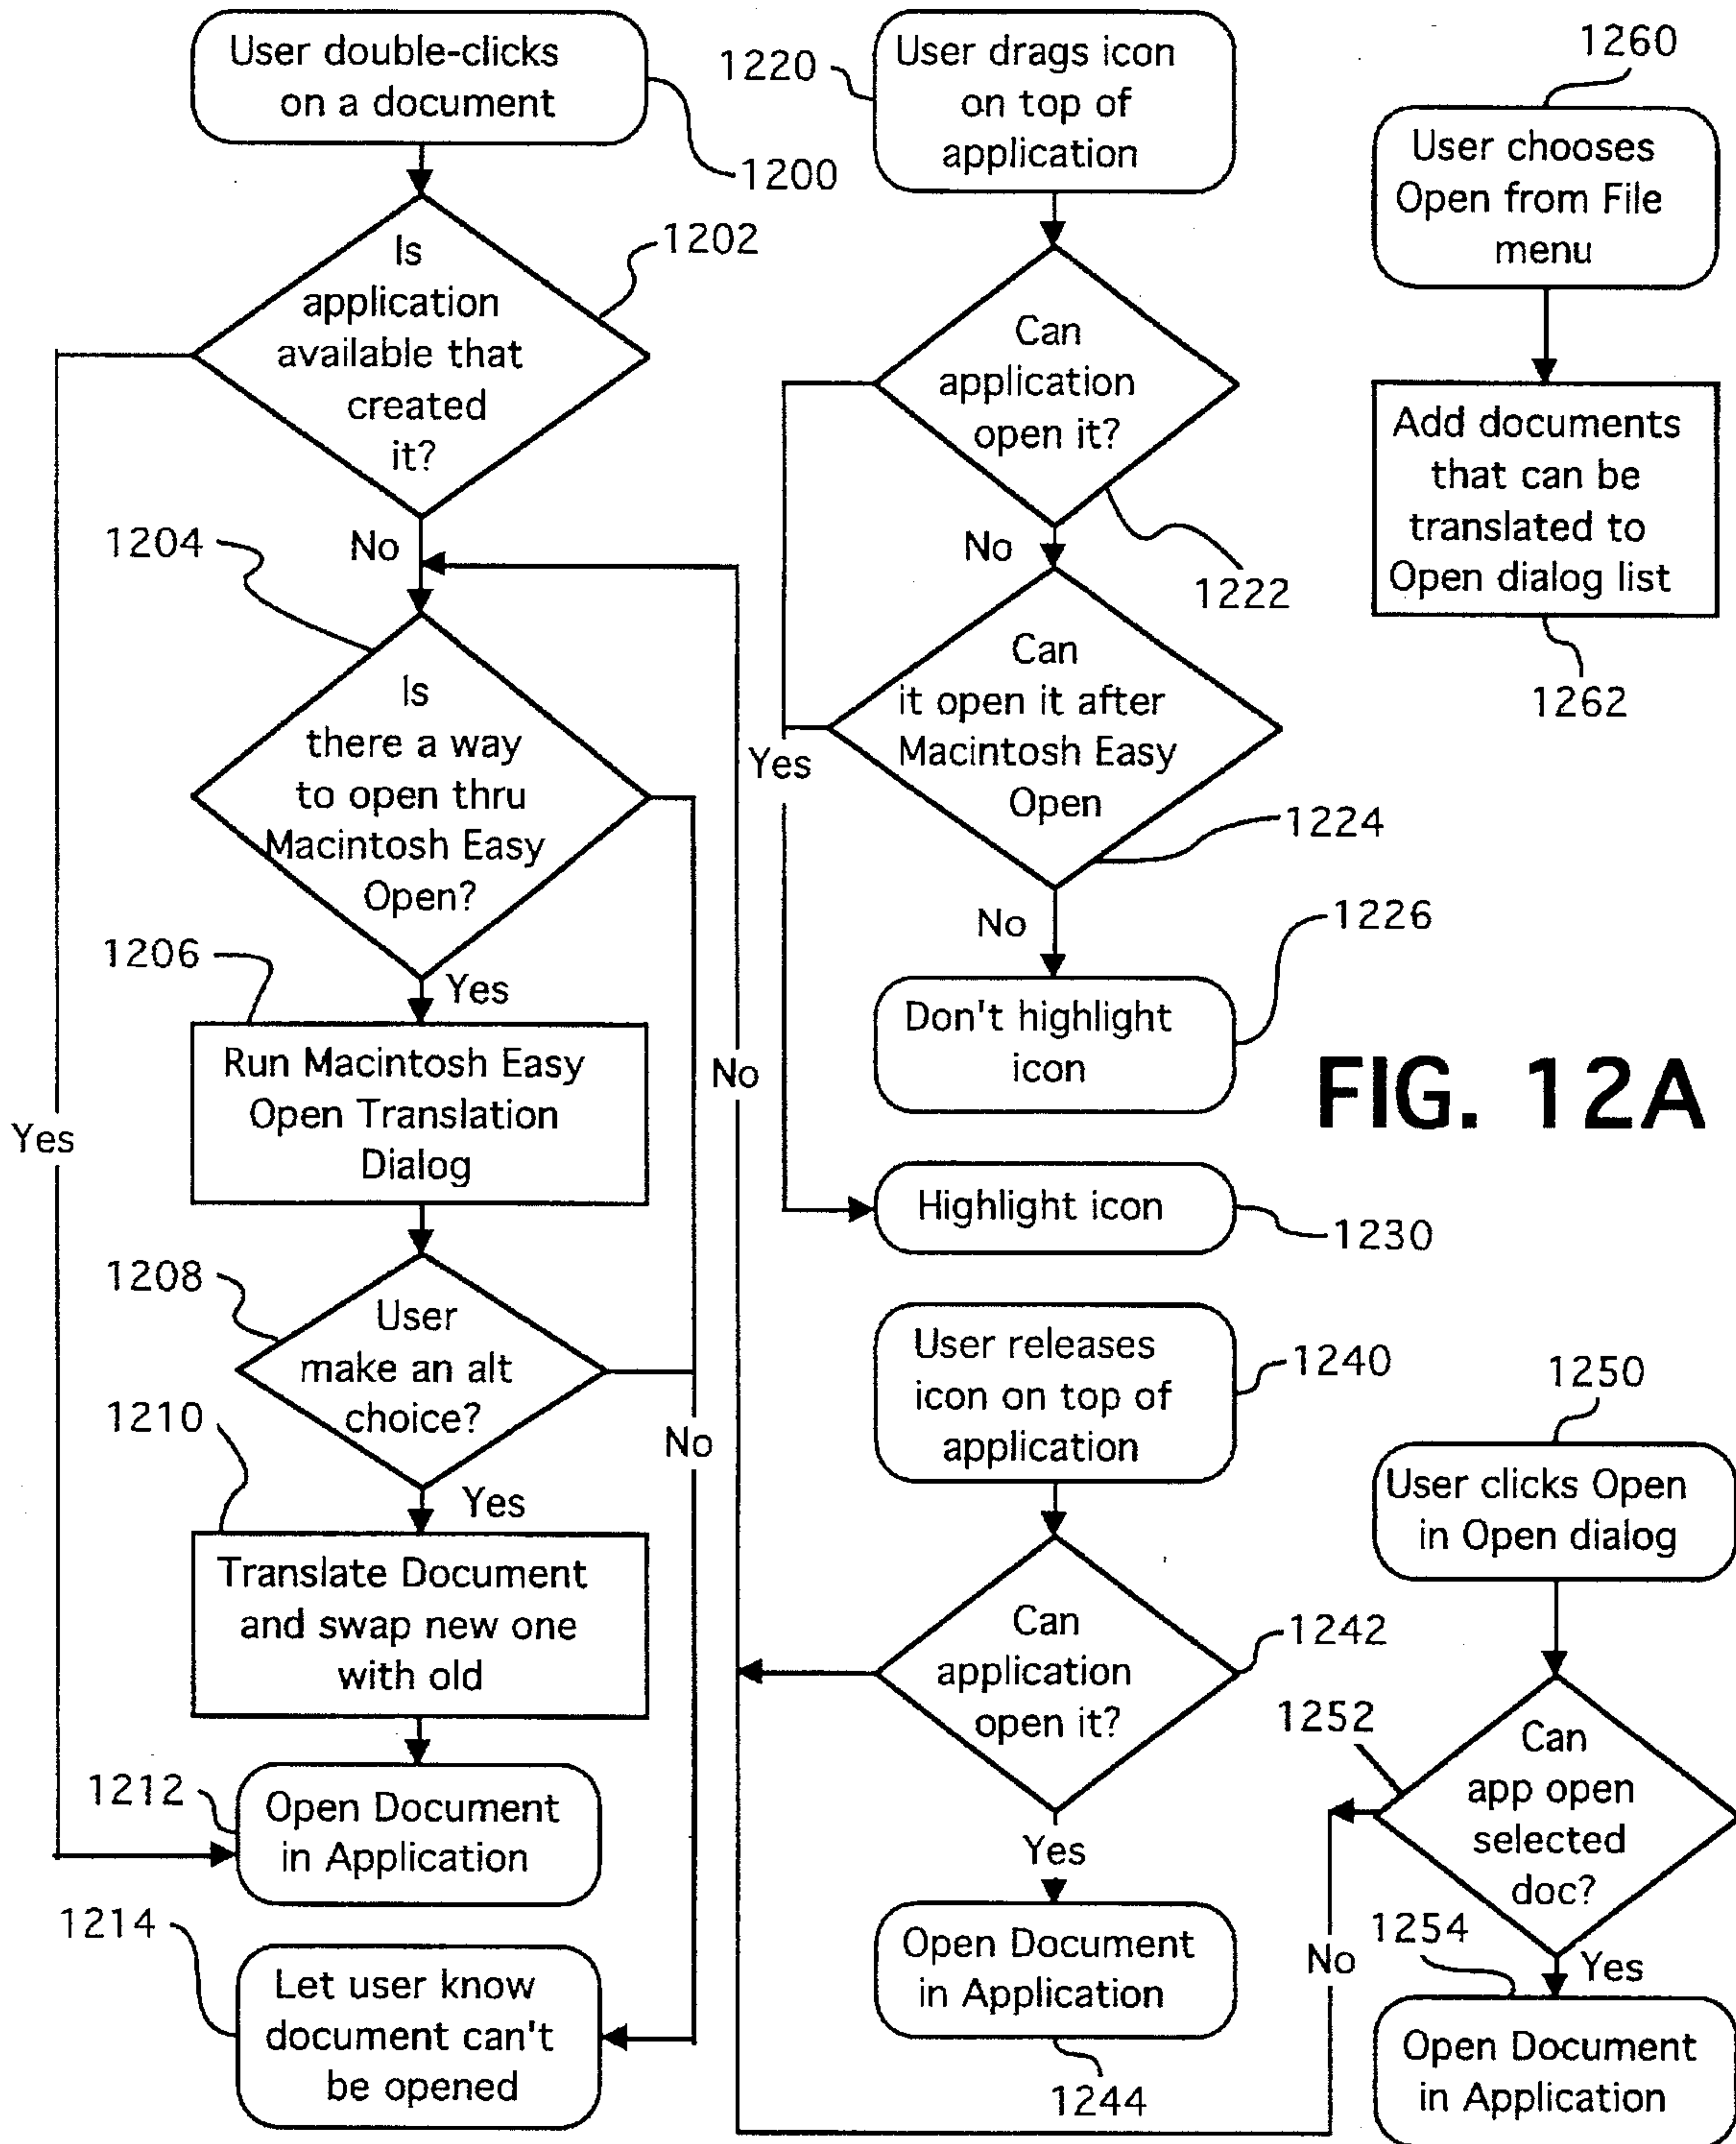 User double-clicks
on a document
1200
Is
application
available that
created
it?
1202
No
Yes
1204
Is
there a way
to open thru
Macintosh Easy
Open?
Yes
1206
Run Macintosh Easy
Open Translation
Dialog
1208
User
make an alt
choice?
No
Yes
1210
Translate Document
and swap new one
with old
1212
Open Document
in Application
1214
Let user know
document can't
be opened
1220
User drags icon
on top of
application
Can
application
open it?
1222
No
Can
it open it after
Macintosh Easy
Open
1224
Yes
No
1226
Don't highlight
icon
Highlight icon
1230
User releases
icon on top of
application
1240
Can
application
open it?
1242
No
Yes
Open Document
in Application
1244
1260
User chooses
Open from File
menu
Add documents
that can be
translated to
Open dialog list
1262
FIG. 12A
1250
User clicks Open
in Open dialog
1252
Can
app open
selected
doc?
No
1254
Yes
Open Document
in Application